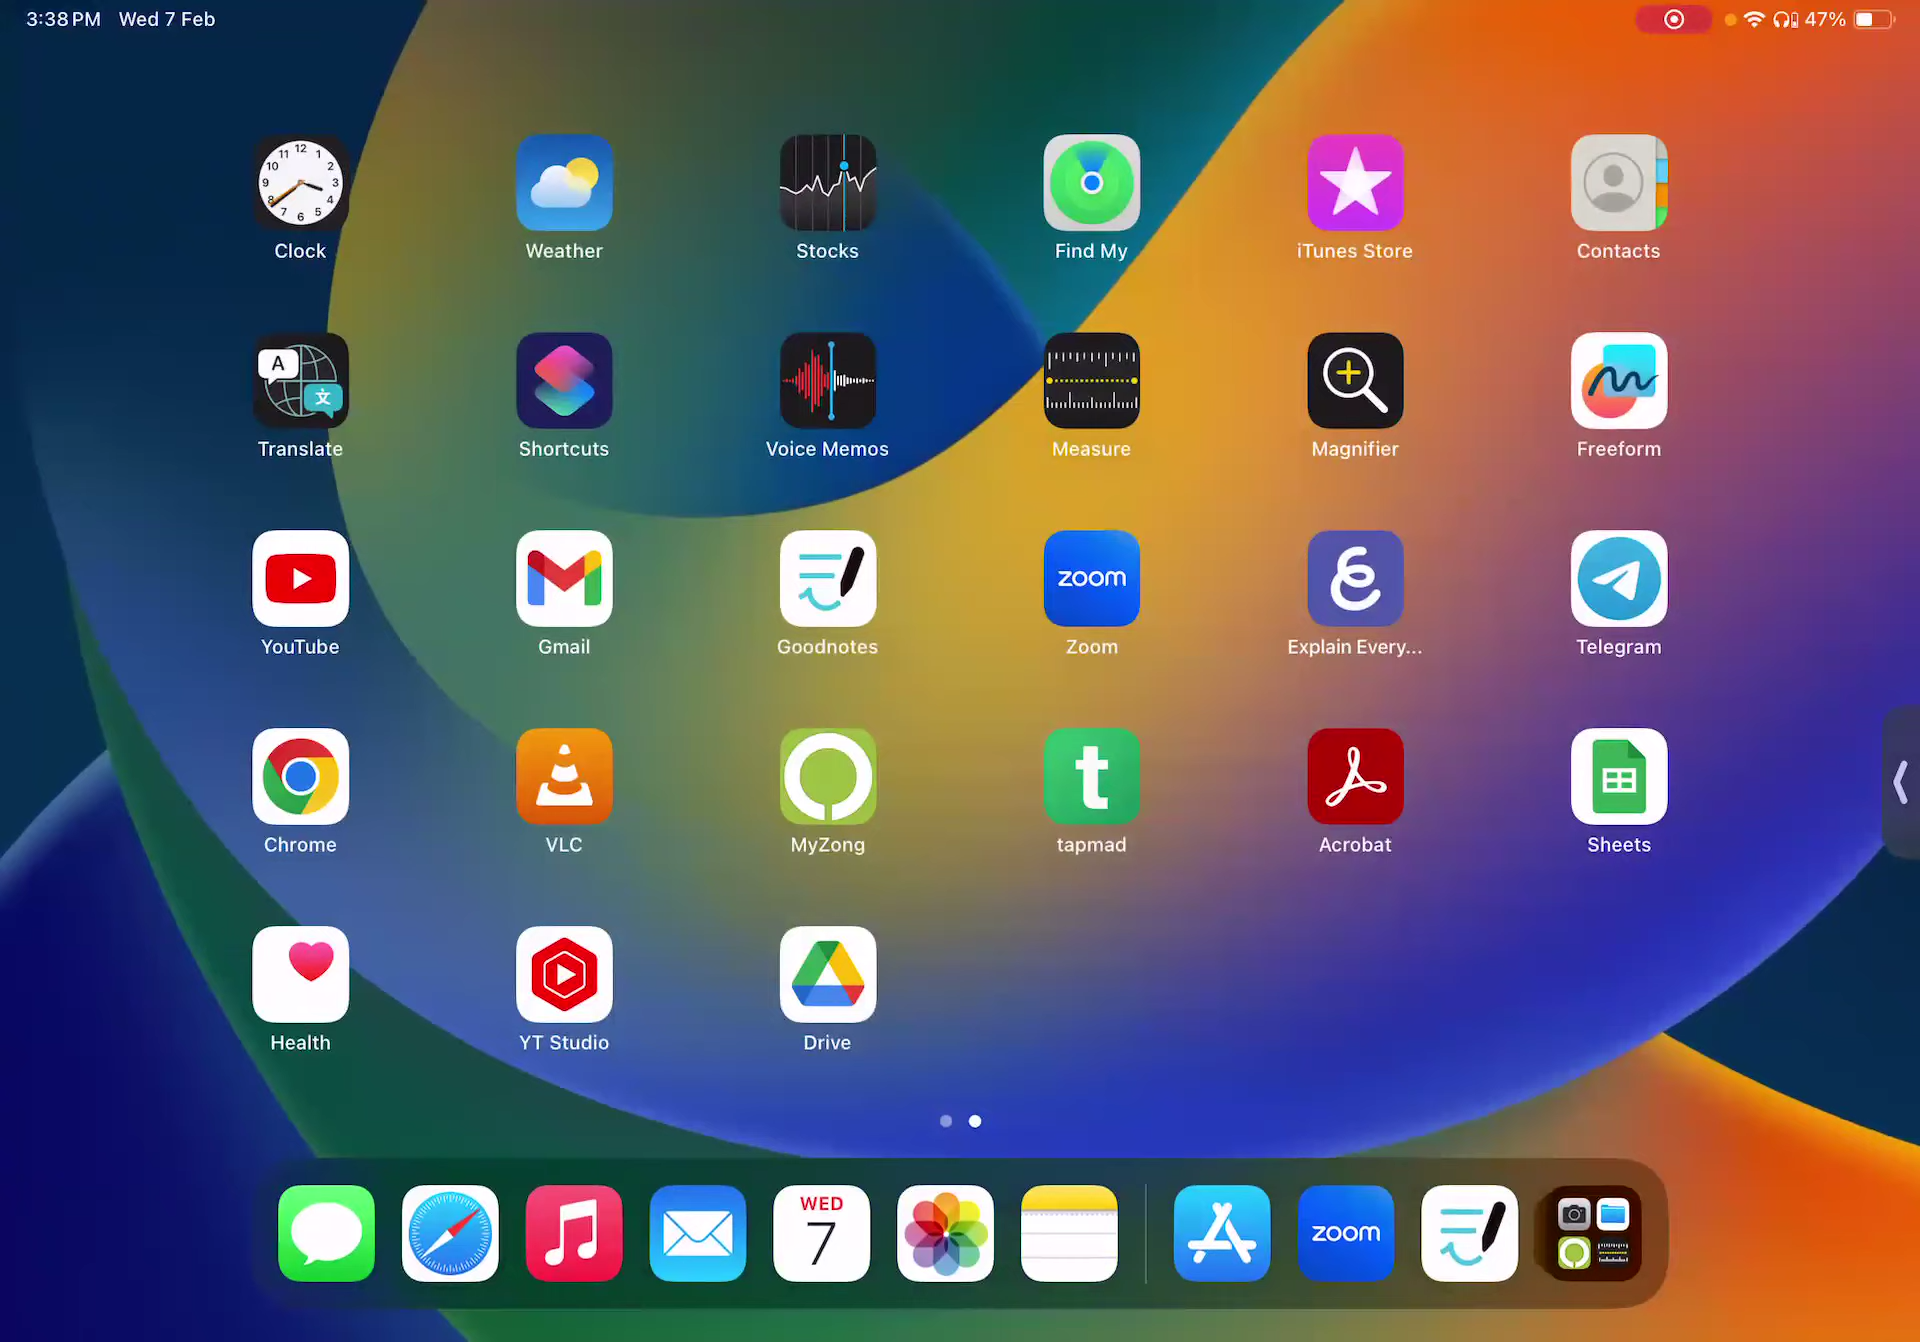 3:38 PM Wed 7 Feb
47%
Clock Weather Stocks Find My iTunes Store Contacts
A
文
Translate Shortcuts Voice Memos Measure Magnifier Freeform
zoom
YouTube Gmail Goodnotes Zoom Explain Every... Telegram
t
Chrome VLC MyZong tapmad Acrobat Sheets
Health YT Studio Drive
WED
7
zoom